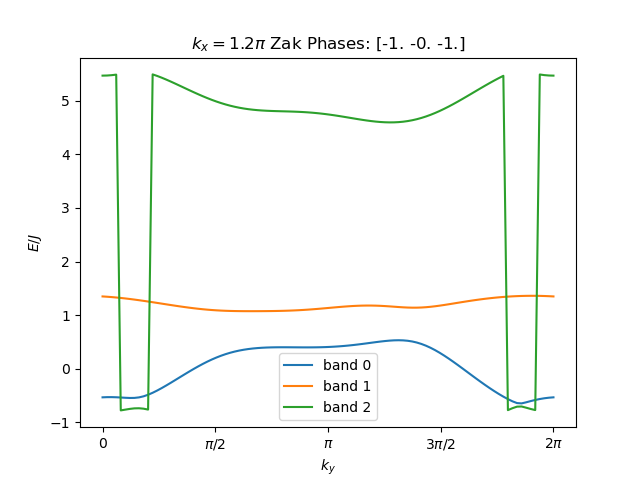 $k_x = 1.2\pi$ Zak Phases: [-1. -0. -1.]
E/J
5
4
3
2
1
0
−1
band 0
band 1
band 2
0
π/2
π
3π/2
2π
$k_y$